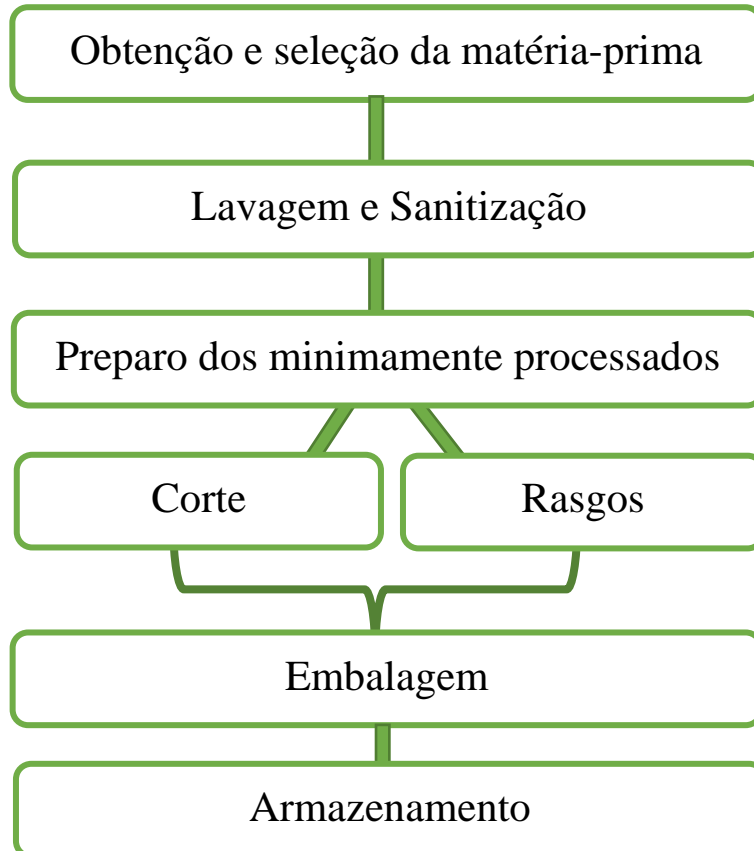 Obtenção e seleção da matéria-prima
Lavagem e Sanitização
Preparo dos minimamente processados
Corte
Rasgos
Embalagem
Armazenamento